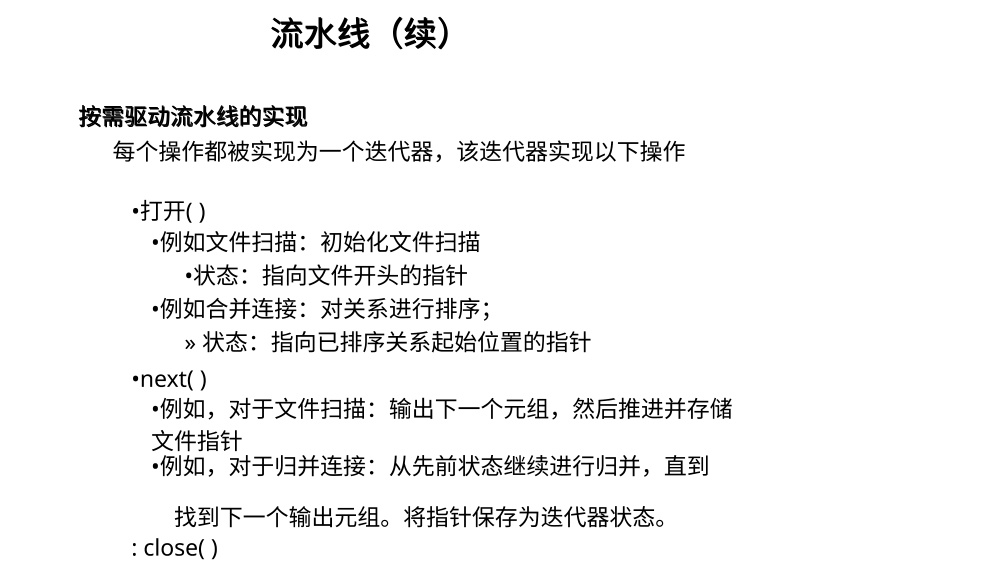 流水线（续）
按需驱动流水线的实现
每个操作都被实现为一个迭代器，该迭代器实现以下操作
•打开( )
•例如文件扫描：初始化文件扫描
•状态：指向文件开头的指针
•例如合并连接：对关系进行排序；
» 状态：指向已排序关系起始位置的指针
•next( )
•例如，对于文件扫描：输出下一个元组，然后推进并存储
文件指针
•例如，对于归并连接：从先前状态继续进行归并，直到
找到下一个输出元组。将指针保存为迭代器状态。
: close( )